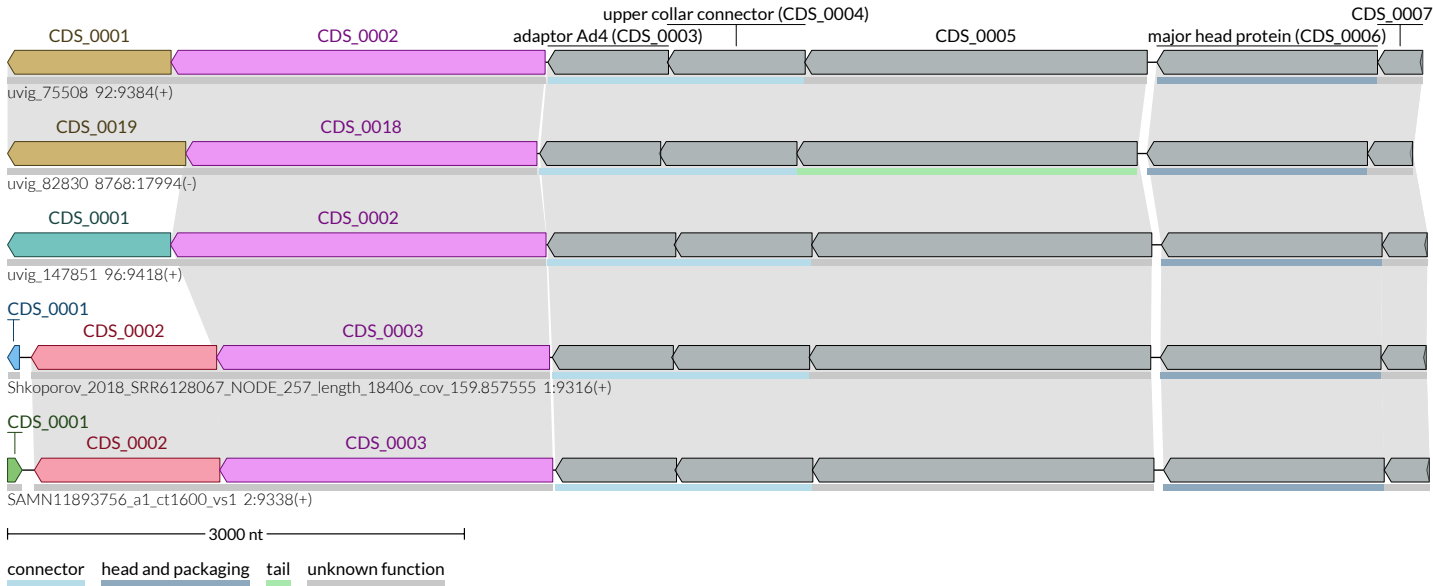 upper collar connector (CDS_0004) CDS_0007
CDS_0001 CDS_0002 adaptor Ad4 (CDS_0003) CDS_0005 major head protein (CDS_0006)
uvig_75508 92:9384(+)
CDS_0019 CDS_0018
uvig_82830 8768:17994(-)
CDS_0001 CDS_0002
uvig_147851 96:9418(+)
CDS_0001
CDS_0002 CDS_0003
Shkoporov_2018_SRR6128067_NODE_257_length_18406_cov_159.857555 1:9316(+)
CDS_0001
CDS_0002 CDS_0003
SAMN11893756_a1_ct1600_vs1 2:9338(+)
3000 nt
connector head and packaging tail unknown function